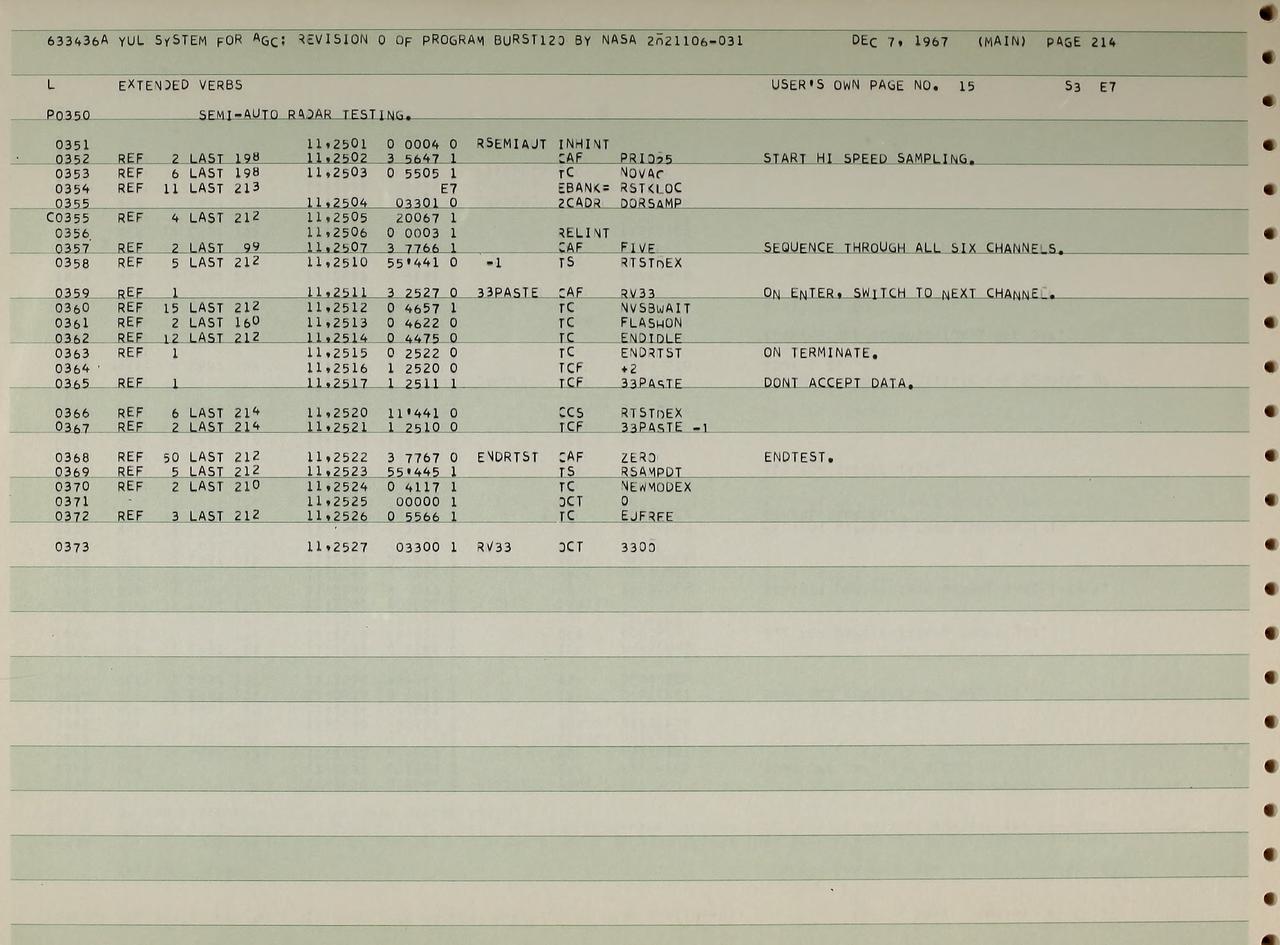 633436A YUL SYSTEM FOR AGC: REVISION 0 OF PROGRAM BURST120 BY NASA 2021106-031 DEC 7, 1967 (MAIN) PAGE 214
L EXTENDED VERBS USER'S OWN PAGE NO. 15 S3 E7
P0350 SEMI-AUTO RADAR TESTING.
0351 11,2501 0 0004 0 RSEMIAUT INHINT
0352 REF 2 LAST 198 11,2502 3 5647 1 CAF PRIO25 START HI SPEED SAMPLING.
0353 REF 6 LAST 198 11,2503 0 5505 1 TC NOVAC
0354 REF 11 LAST 213 E7 EBANK= RSTKLOC
0355 11,2504 03301 0 2CADR DORSAMP
C0355 REF 4 LAST 212 11,2505 20067 1
0356 11,2506 0 0003 1 RELINT
0357 REF 2 LAST 99 11,2507 3 7766 1 CAF FIVE SEQUENCE THROUGH ALL SIX CHANNELS.
0358 REF 5 LAST 212 11,2510 55'441 0 -1 TS RTSTDEX
0359 REF 1 11,2511 3 2527 0 33PASTE CAF RV33 ON ENTER, SWITCH TO NEXT CHANNEL.
0360 REF 15 LAST 212 11,2512 0 4657 1 TC NVSBWAIT
0361 REF 2 LAST 160 11,2513 0 4622 0 TC FLASHON
0362 REF 12 LAST 212 11,2514 0 4475 0 TC ENDIDLE
0363 REF 1 11,2515 0 2522 0 TC ENDRTST ON TERMINATE.
0364 11,2516 1 2520 0 TCF +2
0365 REF 1 11,2517 1 2511 1 TCF 33PASTE DONT ACCEPT DATA.
0366 REF 6 LAST 214 11,2520 11'441 0 CCS RTSTDEX
0367 REF 2 LAST 214 11,2521 1 2510 0 TCF 33PASTE -1
0368 REF 50 LAST 212 11,2522 3 7767 0 ENDRTST CAF ZERO ENDTEST.
0369 REF 5 LAST 212 11,2523 55'445 1 TS RSAMPDT
0370 REF 2 LAST 210 11,2524 0 4117 1 TC NEWMODEX
0371 11,2525 00000 1 OCT 0
0372 REF 3 LAST 212 11,2526 0 5566 1 TC EJFREE
0373 11,2527 03300 1 RV33 OCT 3300